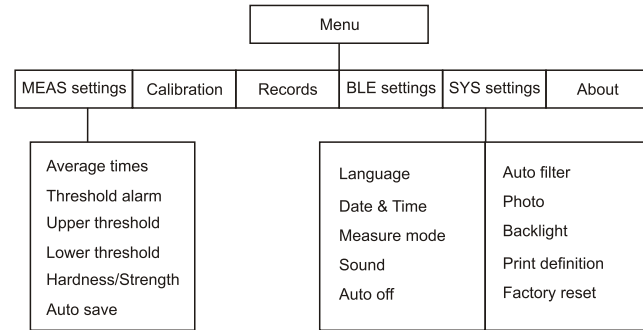 Menu
MEAS settings
Calibration
Records
BLE settings
SYS settings
About
Average times
Threshold alarm
Upper threshold
Lower threshold
Hardness/Strength
Auto save
Language
Date & Time
Measure mode
Sound
Auto off
Auto filter
Photo
Backlight
Print definition
Factory reset